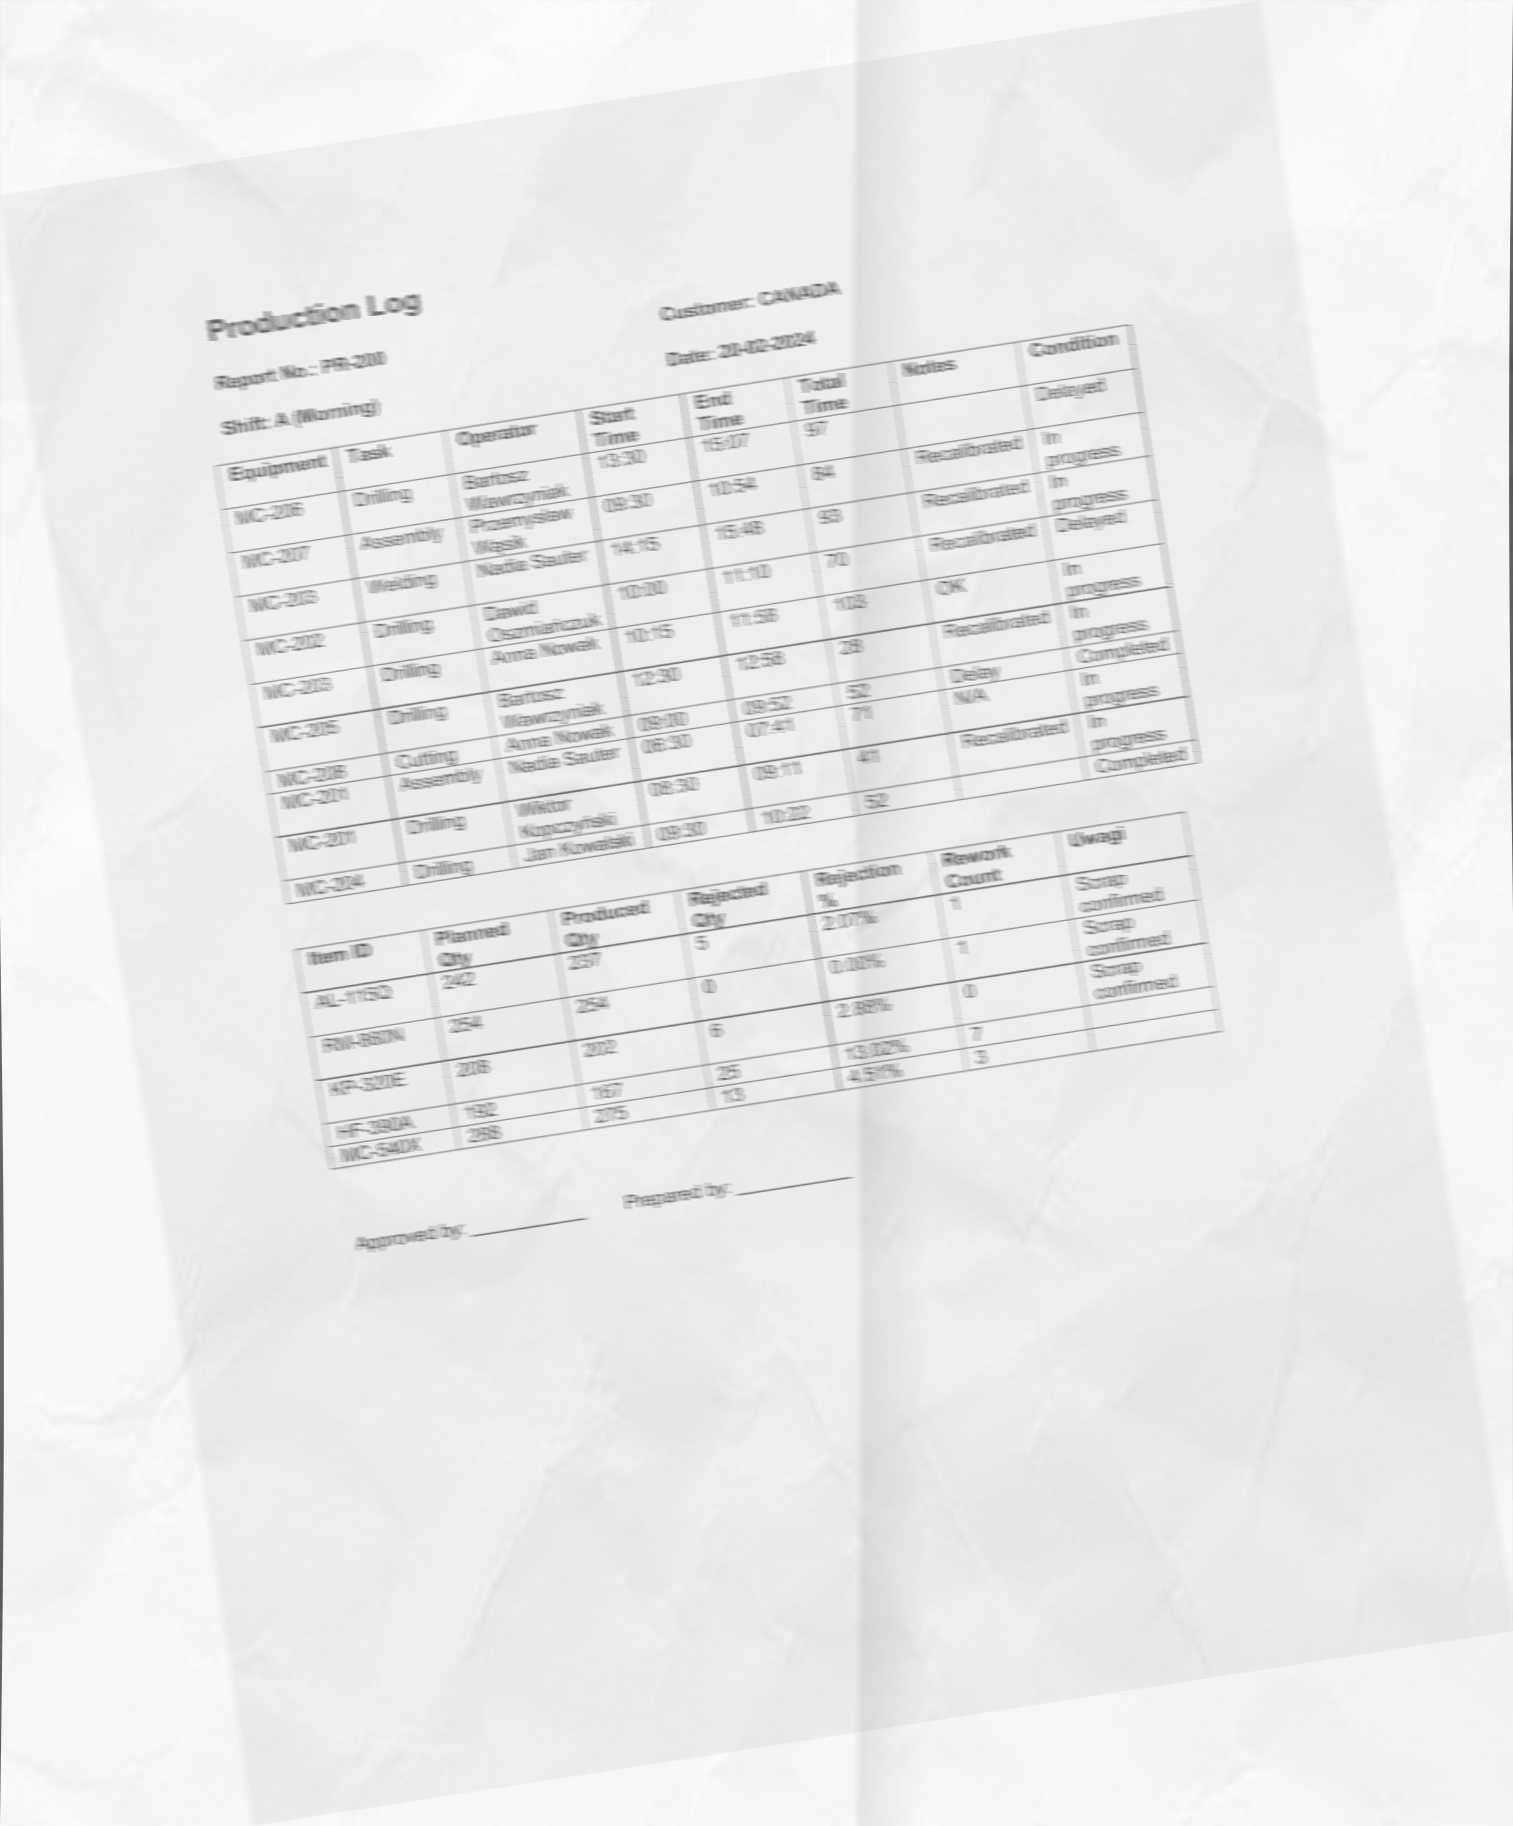 Production Log
Customer: CANADA
Report No.: PR-200
Date: 20-02-2024
Shift: A (Morning)
Equipment Task Operator Start Time End Time Total Time Notes Condition
MC-206 Drilling Bartosz Wawrzyniak 13:30 15:07 97 Delayed
MC-207 Assembly Przemysław Wąsik 09:30 10:54 84 Recalibrated In progress
MC-203 Welding Nadia Sauter 14:15 15:48 93 Recalibrated In progress
MC-202 Drilling Dawid Oszmiańczuk 10:00 11:10 70 Recalibrated Delayed
MC-203 Drilling Anna Nowak 10:15 11:58 103 OK In progress
MC-205 Drilling Bartosz Wawrzyniak 12:30 12:58 28 Recalibrated In progress
Cutting Anna Nowak 09:00 09:52 52 Delay Completed
MC-201 Assembly Nadia Sauter 06:30 07:41 71 N/A In progress
MC-201 Drilling Wiktor Kopczyński 08:30 09:11 41 Recalibrated In progress
MC-204 Drilling Jan Kowalski 09:30 10:22 52 Completed
Item ID Planned Qty Produced Qty Rejected Qty Rejection % Rework Count Uwagi
AL-115Q 242 237 5 2.07% 1 Scrap confirmed
254 254 0 0.00% 1 Scrap confirmed
KP-320E 208 202 6 2.88% 0 Scrap confirmed
HF-390A 192 167 25 13.02% 7
MC-540X 288 275 13 4.51% 3
Approved by: Prepared by: